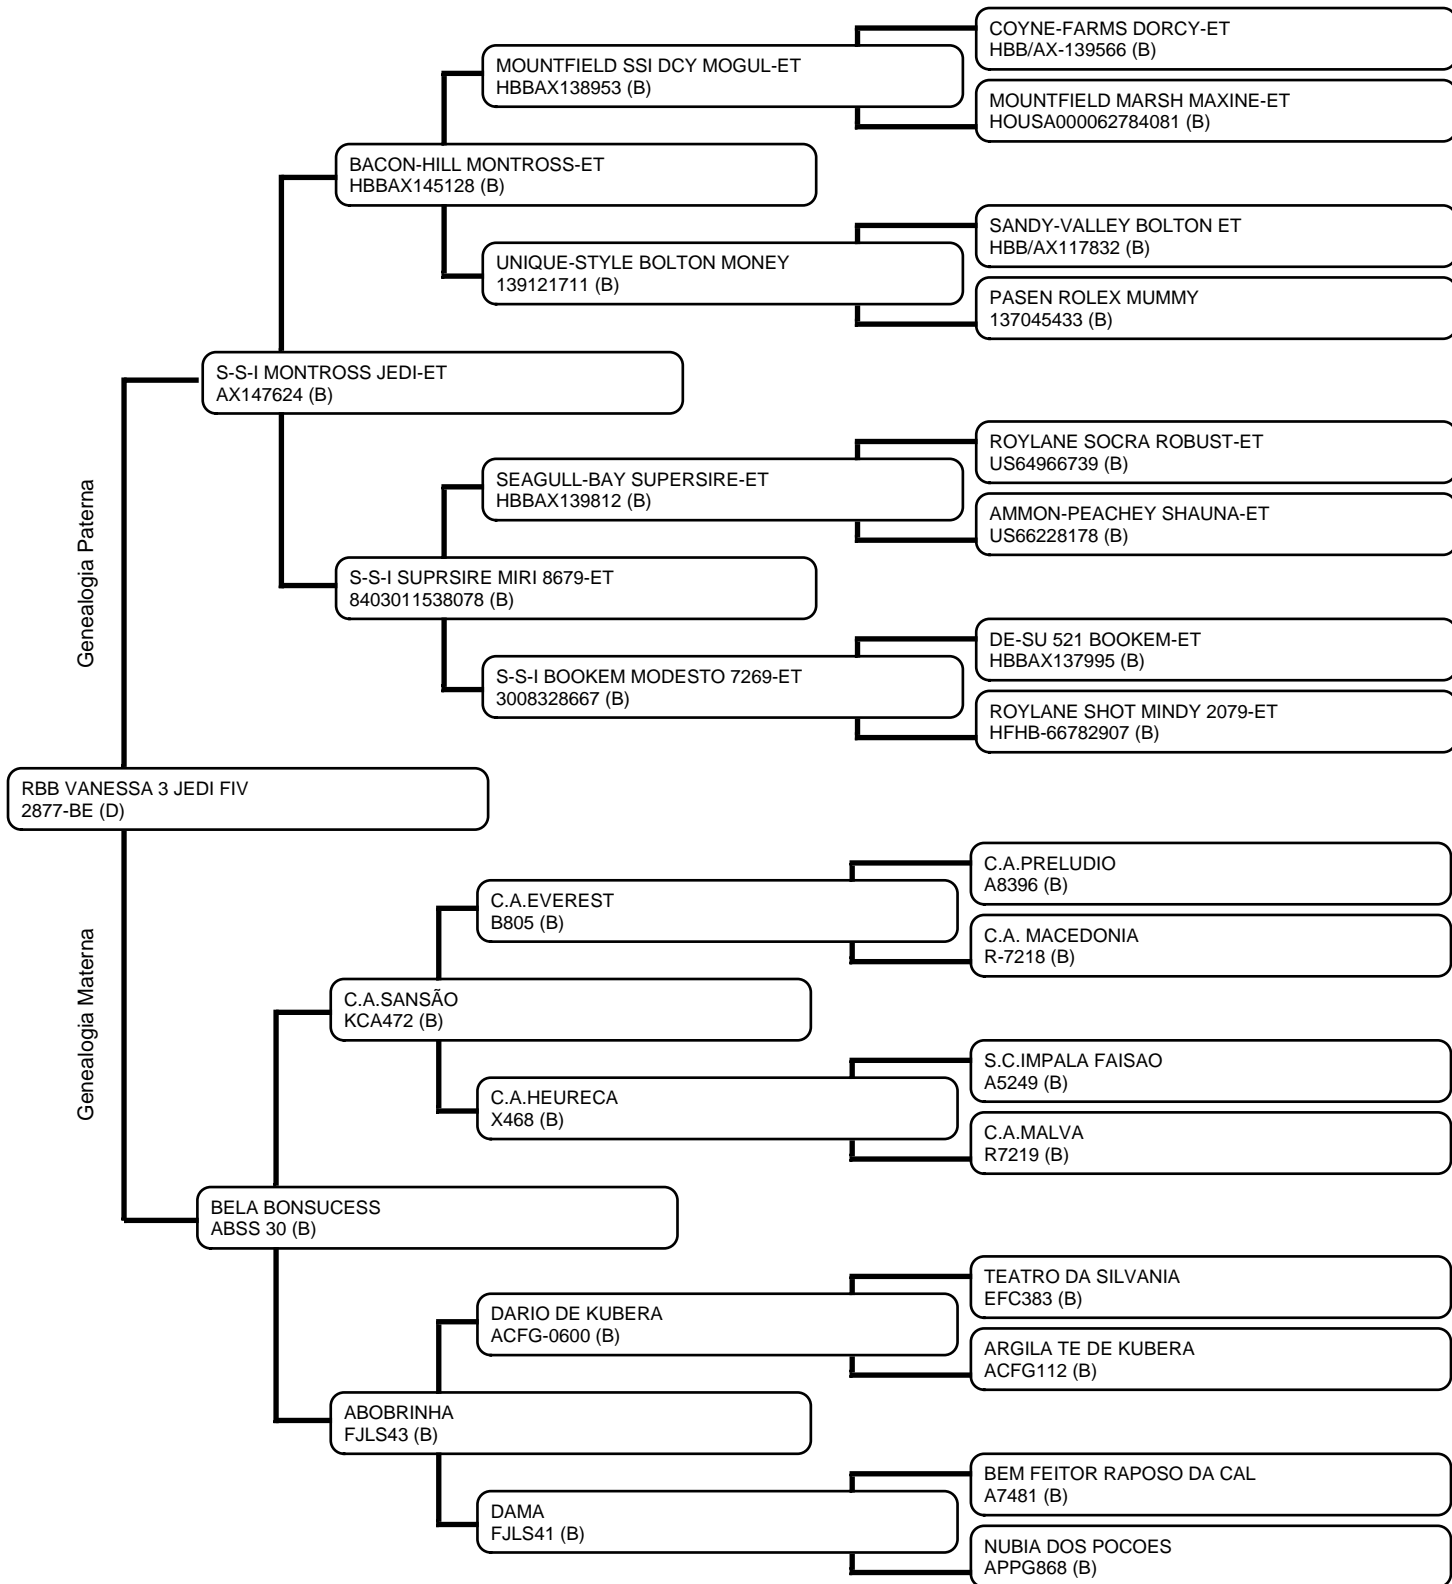 COYNE-FARMS DORCY-ET
HBB/AX-139566 (B)
MOUNTFIELD SSI DCY MOGUL-ET
HBBAX138953 (B)
MOUNTFIELD MARSH MAXINE-ET
HOUSA000062784081 (B)
BACON-HILL MONTROSS-ET
HBBAX145128 (B)
SANDY-VALLEY BOLTON ET
HBB/AX117832 (B)
UNIQUE-STYLE BOLTON MONEY
139121711 (B)
PASEN ROLEX MUMMY
137045433 (B)
S-S-I MONTROSS JEDI-ET
AX147624 (B)
ROYLANE SOCRA ROBUST-ET
US64966739 (B)
SEAGULL-BAY SUPERSIRE-ET
HBBAX139812 (B)
AMMON-PEACHEY SHAUNA-ET
US66228178 (B)
Genealogia Paterna
S-S-I SUPRSIRE MIRI 8679-ET
8403011538078 (B)
DE-SU 521 BOOKEM-ET
HBBAX137995 (B)
S-S-I BOOKEM MODESTO 7269-ET
3008328667 (B)
ROYLANE SHOT MINDY 2079-ET
HFHB-66782907 (B)
RBB VANESSA 3 JEDI FIV
2877-BE (D)
C.A.PRELUDIO
A8396 (B)
C.A.EVEREST
B805 (B)
C.A. MACEDONIA
R-7218 (B)
Genealogia Materna
C.A.SANSÃO
KCA472 (B)
S.C.IMPALA FAISAO
A5249 (B)
C.A.HEURECA
X468 (B)
C.A.MALVA
R7219 (B)
BELA BONSUCESS
ABSS 30 (B)
TEATRO DA SILVANIA
EFC383 (B)
DARIO DE KUBERA
ACFG-0600 (B)
ARGILA TE DE KUBERA
ACFG112 (B)
ABOBRINHA
FJLS43 (B)
BEM FEITOR RAPOSO DA CAL
A7481 (B)
DAMA
FJLS41 (B)
NUBIA DOS POCOES
APPG868 (B)